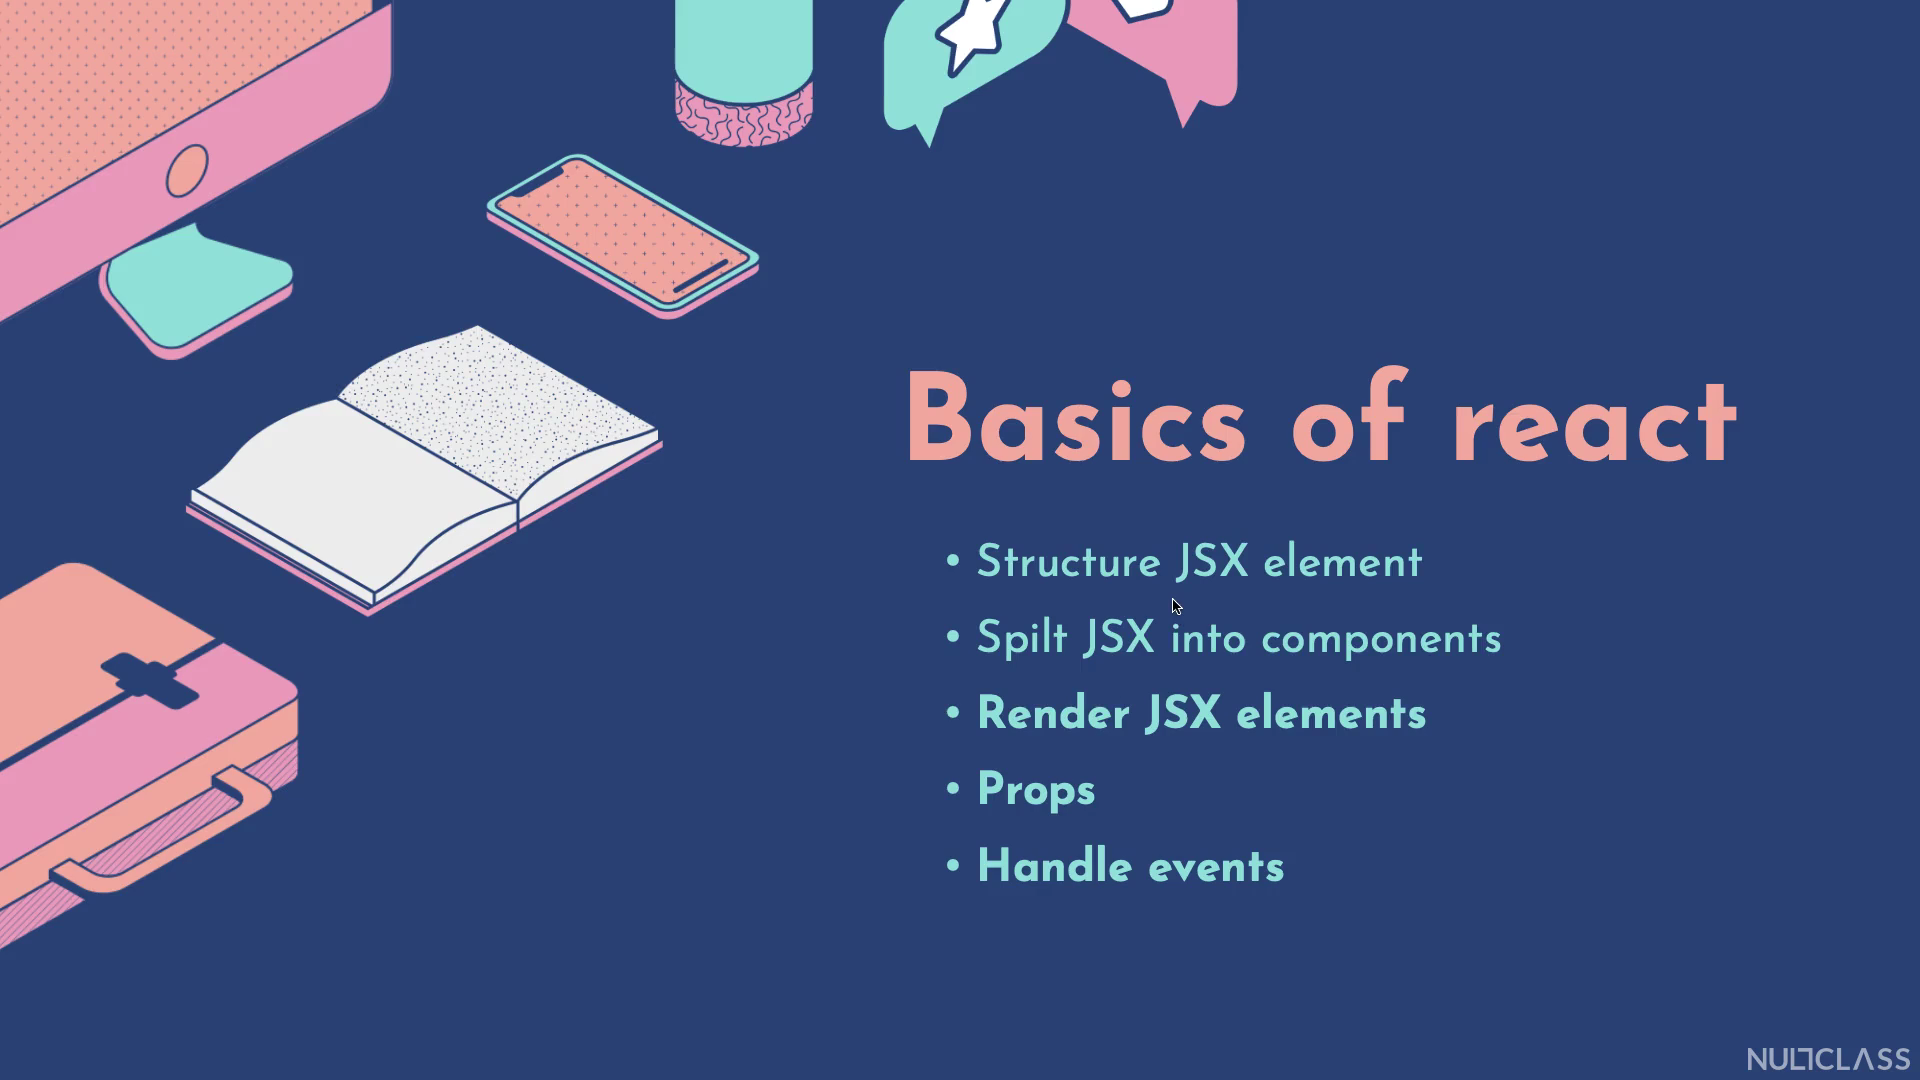 Basics of react
• Structure JSX element
• Spilt JSX into components
• Render JSX elements
• Props
• Handle events
NULLCLASS